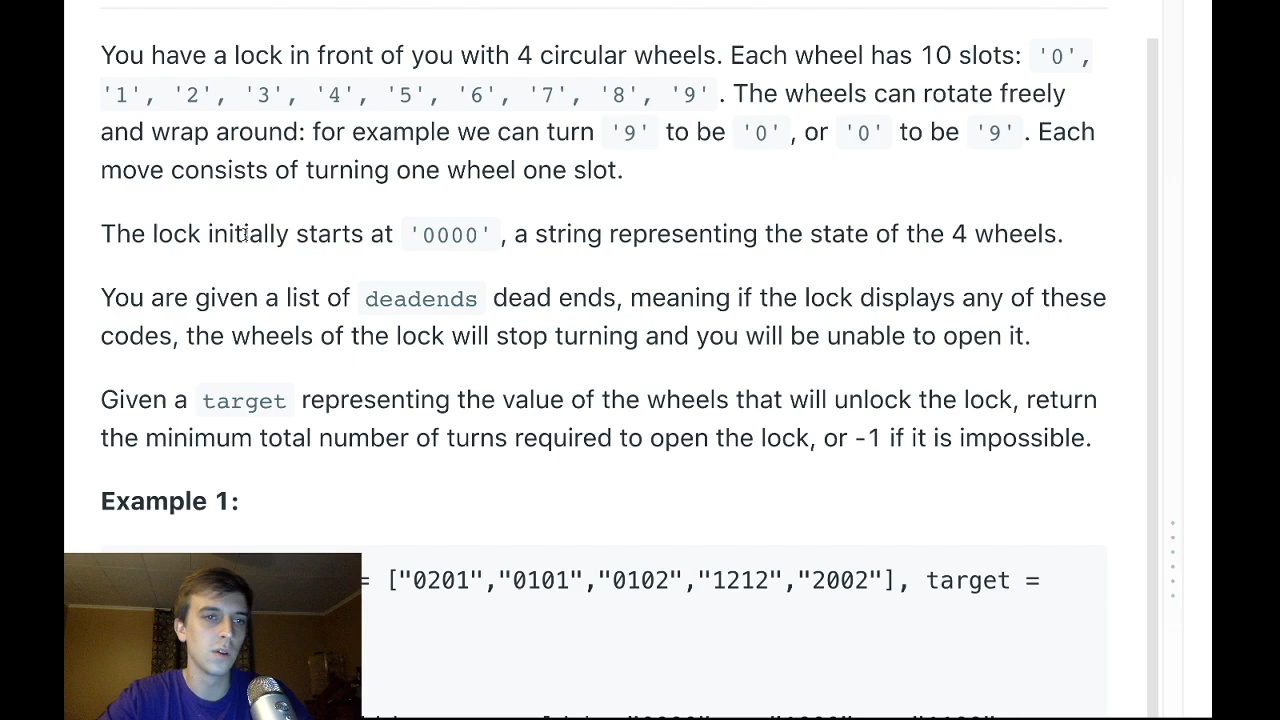 You have a lock in front of you with 4 circular wheels. Each wheel has 10 slots: '0',
'1', '2', '3', '4', '5', '6', '7', '8', '9'. The wheels can rotate freely
and wrap around: for example we can turn '9' to be '0', or '0' to be '9'. Each
move consists of turning one wheel one slot.
The lock initially starts at '0000', a string representing the state of the 4 wheels.
You are given a list of deadends dead ends, meaning if the lock displays any of these
codes, the wheels of the lock will stop turning and you will be unable to open it.
Given a target representing the value of the wheels that will unlock the lock, return
the minimum total number of turns required to open the lock, or -1 if it is impossible.
Example 1:
= ["0201","0101","0102","1212","2002"], target =